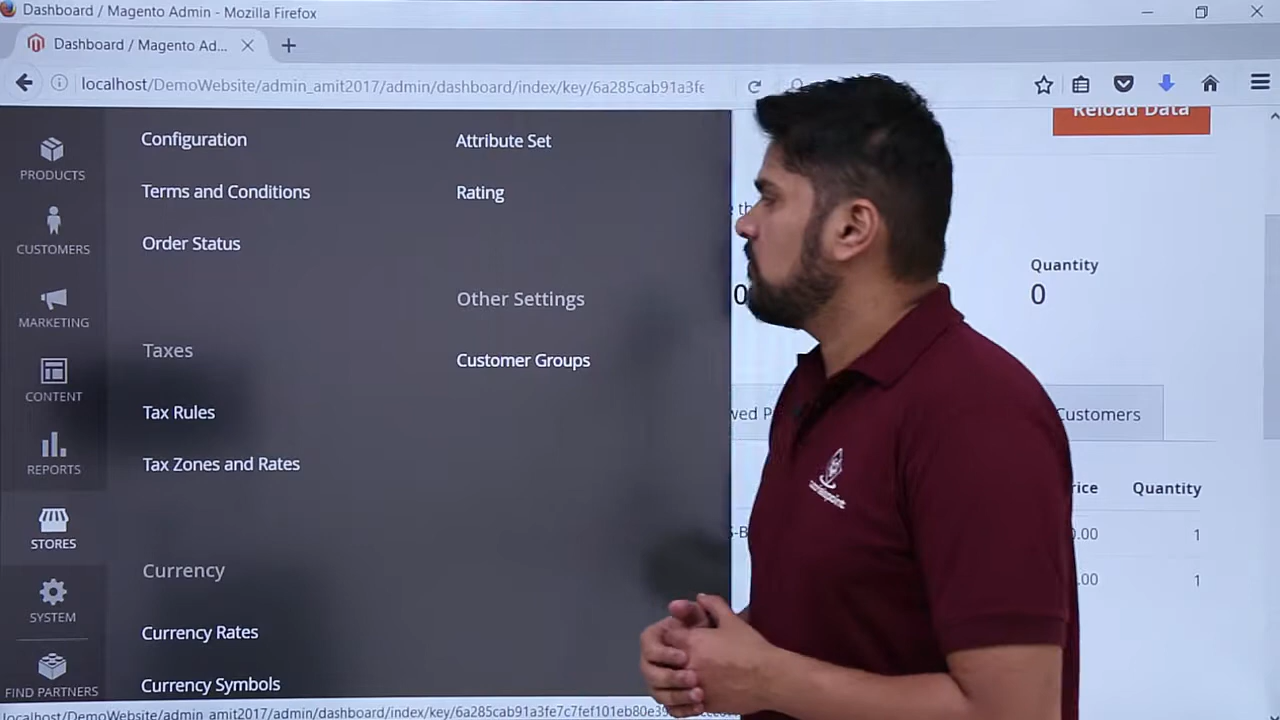 Dashboard / Magento Admin - Mozilla Firefox
Dashboard / Magento Ad...
localhost/DemoWebsite/admin_amit2017/admin/dashboard/index/key/6a285cab91a3fe
Reload Data
PRODUCTS
CUSTOMERS
MARKETING
CONTENT
REPORTS
STORES
SYSTEM
FIND PARTNERS
Configuration
Terms and Conditions
Order Status
Taxes
Tax Rules
Tax Zones and Rates
Currency
Currency Rates
Currency Symbols
Attribute Set
Rating
Other Settings
Customer Groups
Quantity
0
Customers
Quantity
.00 1
.00 1
localhost/DemoWebsite/admin_amit2017/admin/dashboard/index/key/6a285cab91a3fe7c7fef101eb80e39